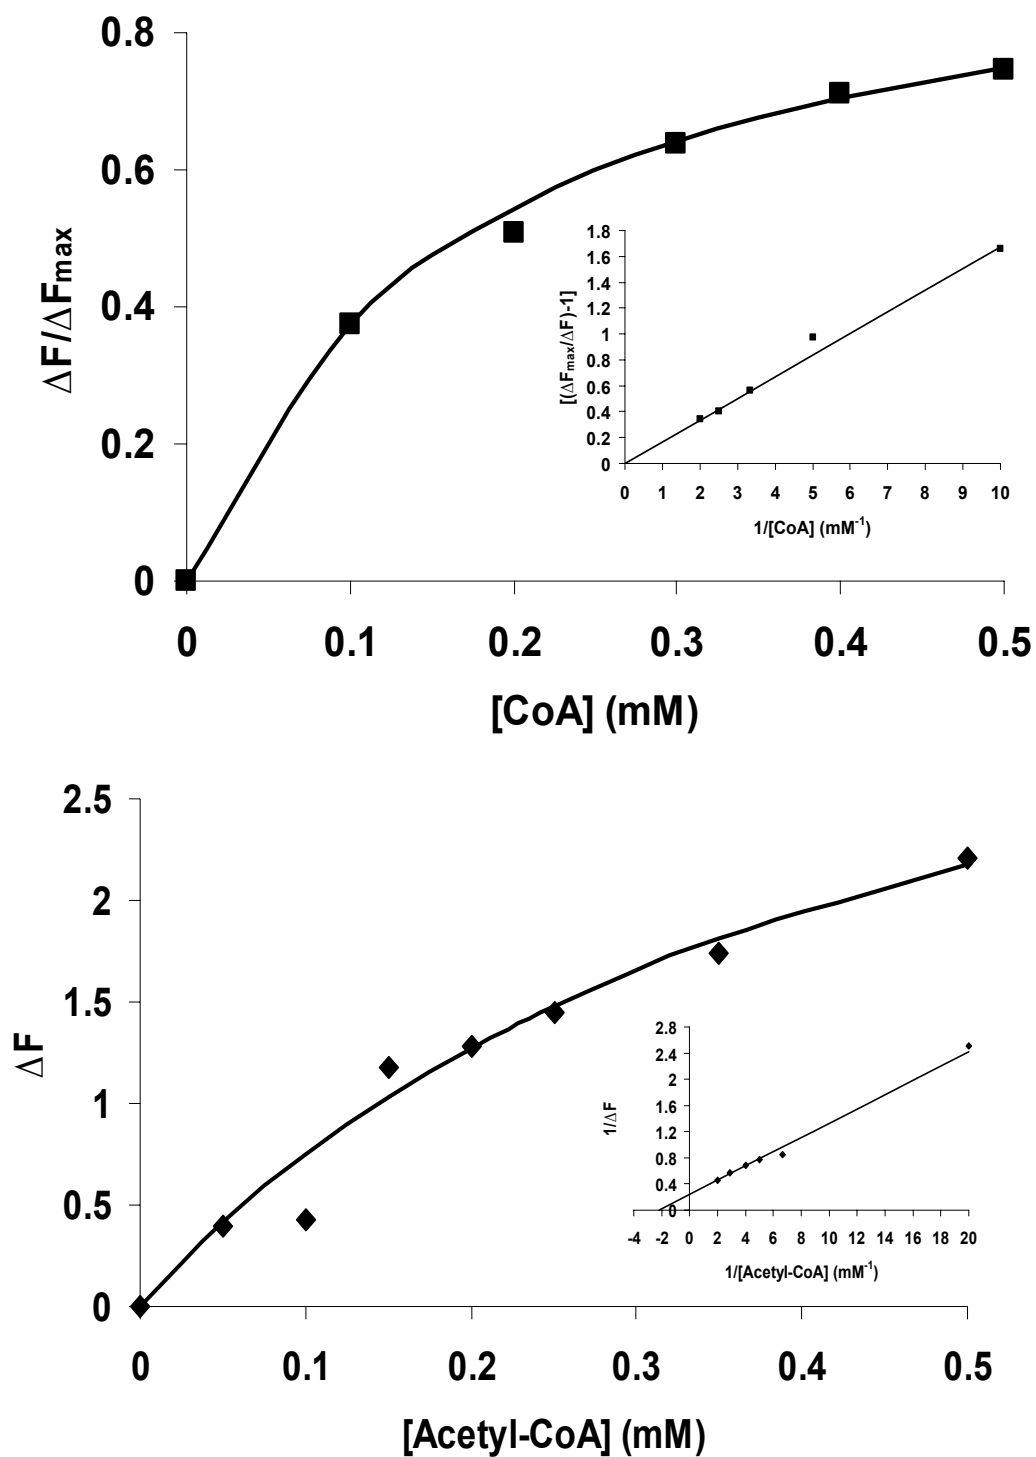 0.8
0.6
0.4
0.2
0
ΔF/ΔFmax
0 0.1 0.2 0.3 0.4 0.5
[CoA] (mM)
1.8
1.6
1.4
1.2
1
0.8
0.6
0.4
0.2
0
[(ΔFmax/ΔF)-1]
0 1 2 3 4 5 6 7 8 9 10
1/[CoA] (mM-1)
2.5
2
1.5
1
0.5
0
ΔF
0 0.1 0.2 0.3 0.4 0.5
[Acetyl-CoA] (mM)
2.8
2.4
2
1.6
1.2
0.8
0.4
0
1/ΔF
-4 -2 0 2 4 6 8 10 12 14 16 18 20
1/[Acetyl-CoA] (mM-1)